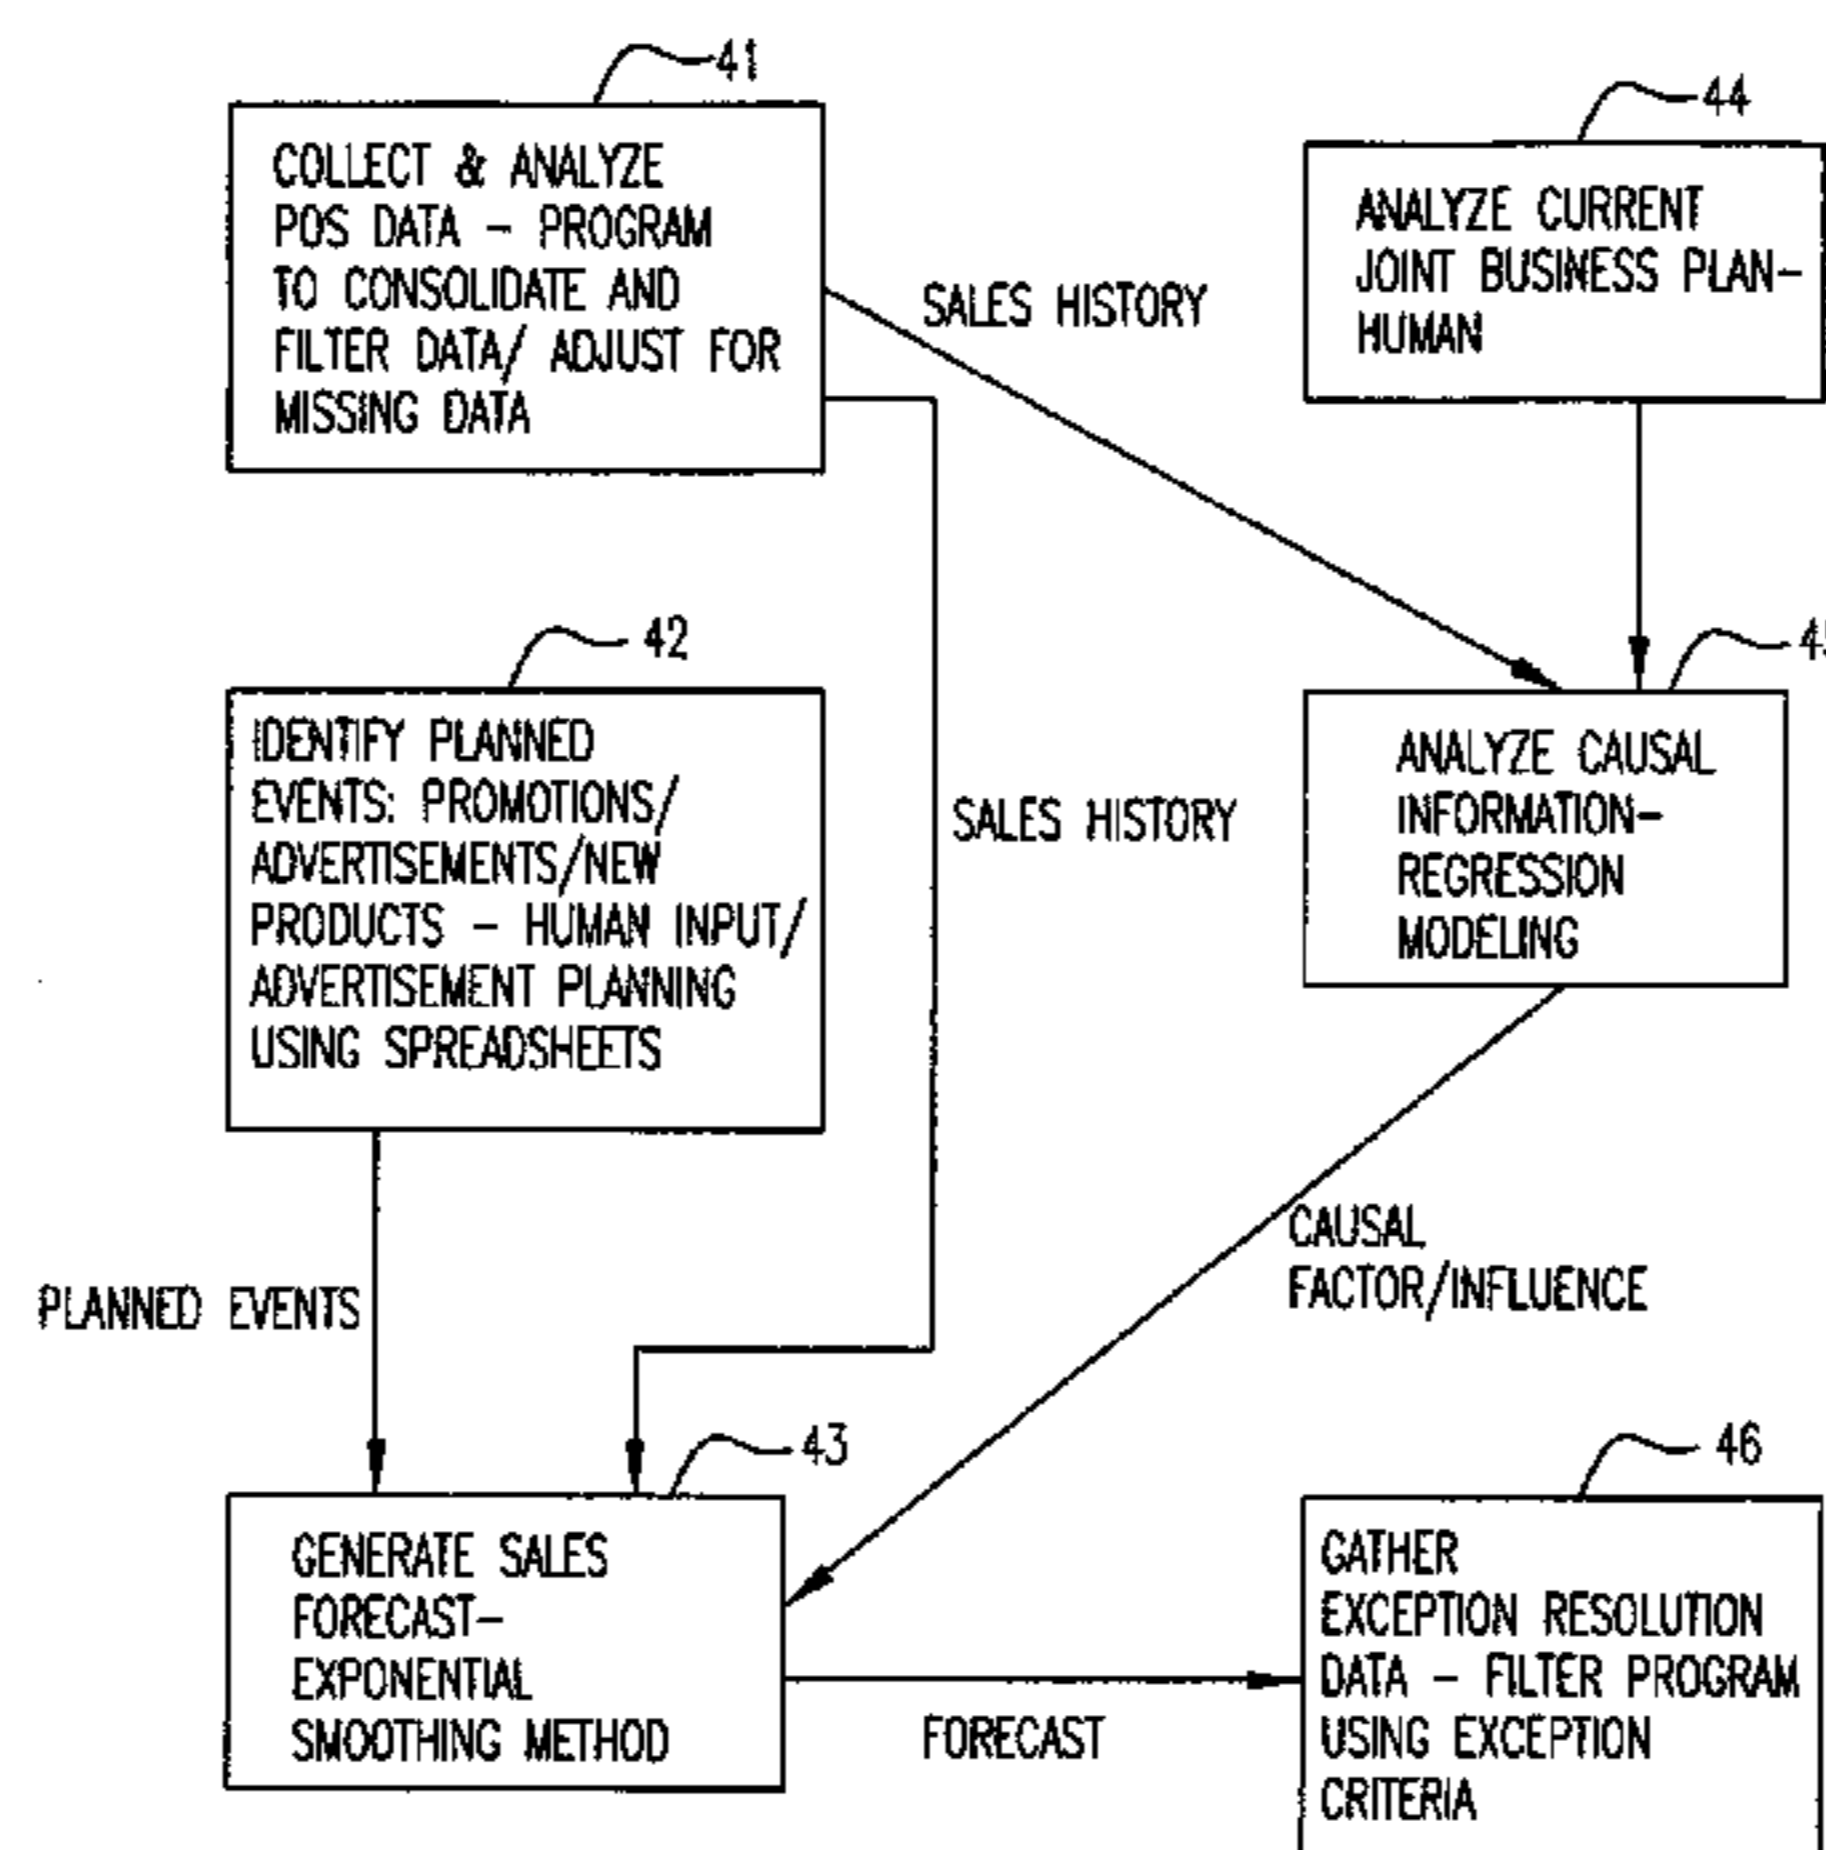 41
COLLECT & ANALYZE
POS DATA - PROGRAM
TO CONSOLIDATE AND
FILTER DATA/ ADJUST FOR
MISSING DATA
44
ANALYZE CURRENT
JOINT BUSINESS PLAN-
HUMAN
SALES HISTORY
42
IDENTIFY PLANNED
EVENTS: PROMOTIONS/
ADVERTISEMENTS/NEW
PRODUCTS - HUMAN INPUT/
ADVERTISEMENT PLANNING
USING SPREADSHEETS
SALES HISTORY
ANALYZE CAUSAL
INFORMATION-
REGRESSION
MODELING
PLANNED EVENTS
CAUSAL
FACTOR/INFLUENCE
43
GENERATE SALES
FORECAST-
EXPONENTIAL
SMOOTHING METHOD
FORECAST
46
GATHER
EXCEPTION RESOLUTION
DATA - FILTER PROGRAM
USING EXCEPTION
CRITERIA